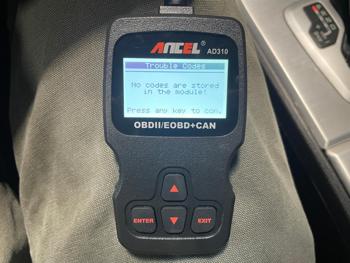 ANCEL
AD310
Trouble Codes
No codes are stored
in the module!
Press any key to con.
OBDII/EOBD+CAN
ENTER
EXIT